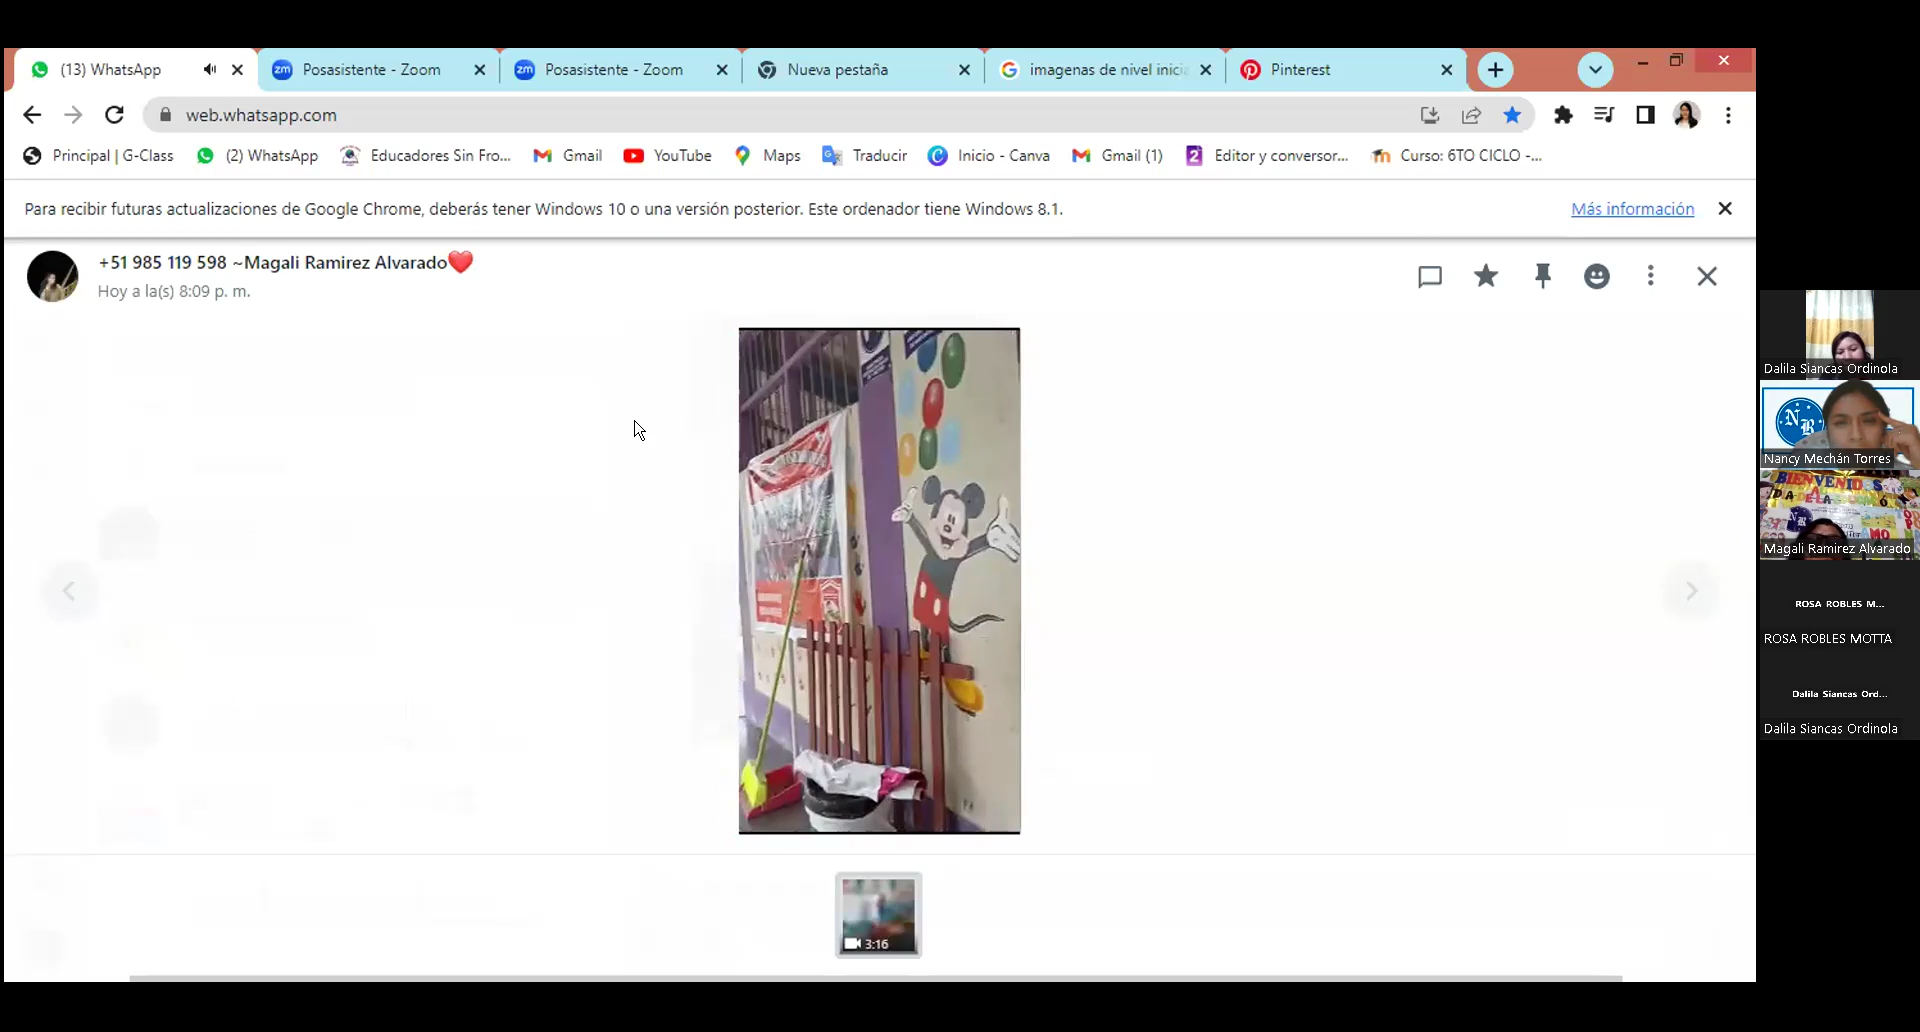 (13) WhatsApp
Posasistente - Zoom
Posasistente - Zoom
Nueva pestaña
imagenas de nivel inici
Pinterest
web.whatsapp.com
Principal | G-Class
(2) WhatsApp
Educadores Sin Fro...
Gmail
YouTube
Maps
Traducir
Inicio - Canva
Gmail (1)
Editor y conversor...
Curso: 6TO CICLO -...
Para recibir futuras actualizaciones de Google Chrome, deberás tener Windows 10 o una versión posterior. Este ordenador tiene Windows 8.1.
Más información
+51 985 119 598 ~Magali Ramirez Alvarado❤️
Hoy a la(s) 8:09 p. m.
3:16
Dalila Siancas Ordinola
NB
Nancy Mechán Torres
BIENVENIDOS
Magali Ramirez Alvarado
ROSA ROBLES M...
ROSA ROBLES MOTTA
Dalila Siancas Ord...
Dalila Siancas Ordinola